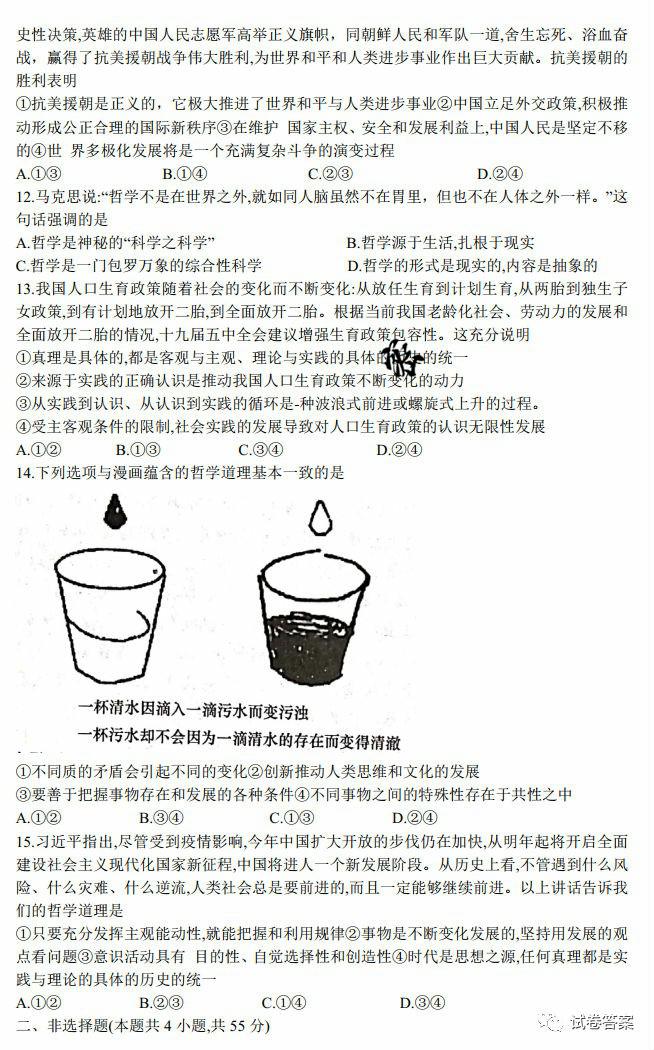 史性决策,英雄的中国人民志愿军高举正义旗帜，同朝鲜人民和军队一道,舍生忘死、浴血奋
战，赢得了抗美援朝战争伟大胜利,为世界和平和人类进步事业作出巨大贡献。抗美援朝的
胜利表明
①抗美援朝是正义的，它极大推进了世界和平与人类进步事业②中国立足外交政策,积极推
动形成公正合理的国际新秩序③在维护 国家主权、安全和发展利益上,中国人民是坚定不移
的④世 界多极化发展将是一个充满复杂斗争的演变过程
A.①③ B.①④ C.②③ D.②④
12.马克思说:“哲学不是在世界之外,就如同人脑虽然不在胃里，但也不在人体之外一样。”这
句话强调的是
A.哲学是神秘的“科学之科学” B.哲学源于生活,扎根于现实
C.哲学是一门包罗万象的综合性科学 D.哲学的形式是现实的,内容是抽象的
13.我国人口生育政策随着社会的变化而不断变化:从放任生育到计划生育,从两胎到独生子
女政策,到有计划地放开二胎,到全面放开二胎。根据当前我国老龄化社会、劳动力的发展和
全面放开二胎的情况,十九届五中全会建议增强生育政策包容性。这充分说明
①真理是具体的,都是客观与主观、理论与实践的具体的 的统一
②来源于实践的正确认识是推动我国人口生育政策不断变化的动力
③从实践到认识、从认识到实践的循环是-种波浪式前进或螺旋式上升的过程。
④受主客观条件的限制,社会实践的发展导致对人口生育政策的认识无限性发展
A.①② B.①③ C.③④ D.②④
14.下列选项与漫画蕴含的哲学道理基本一致的是
一杯清水因滴入一滴污水而变污浊
一杯污水却不会因为一滴清水的存在而变得清澈
①不同质的矛盾会引起不同的变化②创新推动人类思维和文化的发展
③要善于把握事物存在和发展的各种条件④不同事物之间的特殊性存在于共性之中
A.①② B.③④ C.①③ D.②④
15.习近平指出,尽管受到疫情影响,今年中国扩大开放的步伐仍在加快,从明年起将开启全面
建设社会主义现代化国家新征程,中国将进人一个新发展阶段。从历史上看,不管遇到什么风
险、什么灾难、什么逆流,人类社会总是要前进的,而且一定能够继续前进。以上讲话告诉我
们的哲学道理是
①只要充分发挥主观能动性,就能把握和利用规律②事物是不断变化发展的,坚持用发展的观
点看问题③意识活动具有 目的性、自觉选择性和创造性④时代是思想之源,任何真理都是实
践与理论的具体的历史的统一
A.①② B.②③ C.①④ D.③④
二、非选择题(本题共 4 小题,共 55 分)
试卷答案